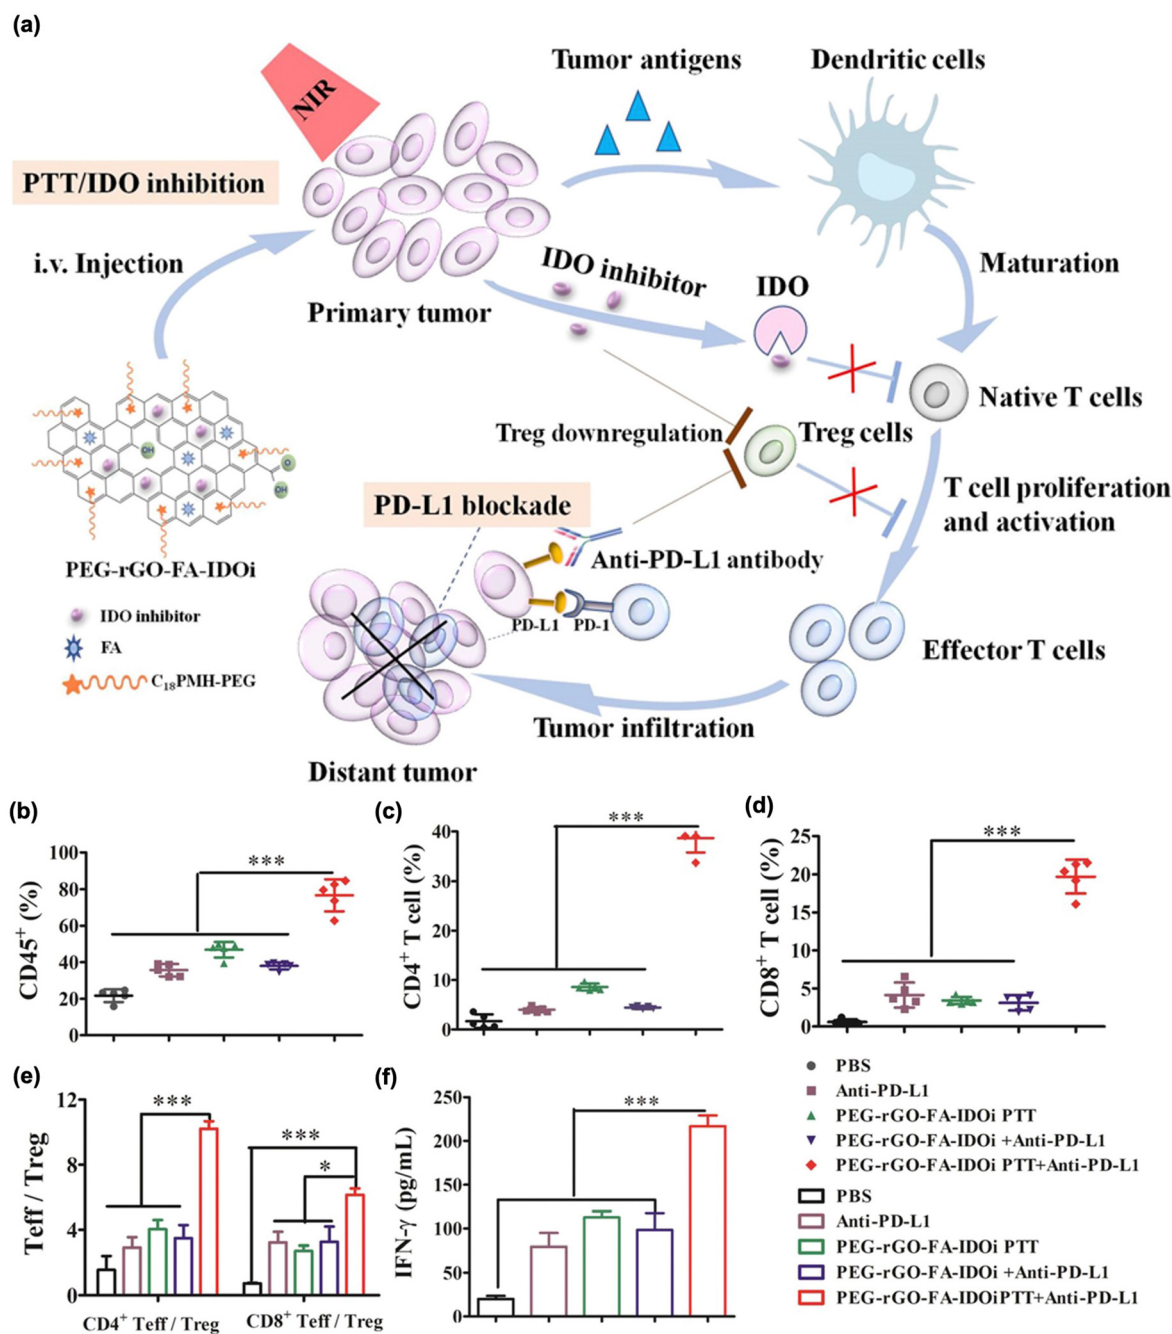 (a)
NIR
Tumor antigens
Dendritic cells
PTT/IDO inhibition
i.v. Injection
IDO inhibitor
IDO
Maturation
Primary tumor
Native T cells
Treg downregulation
Treg cells
OH
O
OH
PD-L1 blockade
T cell proliferation
and activation
Anti-PD-L1 antibody
PEG-rGO-FA-IDOi
IDO inhibitor
FA
C₁₈PMH-PEG
PD-L1
PD-1
Effector T cells
Tumor infiltration
Distant tumor
(b)
CD45⁺ (%)
100
80
60
40
20
0
***
(c)
CD4⁺ T cell (%)
40
30
20
10
0
***
(d)
CD8⁺ T cell (%)
25
20
15
10
5
0
***
PBS
Anti-PD-L1
PEG-rGO-FA-IDOi PTT
PEG-rGO-FA-IDOi +Anti-PD-L1
PEG-rGO-FA-IDOi PTT+Anti-PD-L1
(e)
Teff / Treg
12
8
4
0
***
***
*
CD4⁺ Teff / Treg
CD8⁺ Teff / Treg
(f)
IFN-γ (pg/mL)
250
200
150
100
50
0
***
PBS
Anti-PD-L1
PEG-rGO-FA-IDOi PTT
PEG-rGO-FA-IDOi +Anti-PD-L1
PEG-rGO-FA-IDOiPTT+Anti-PD-L1